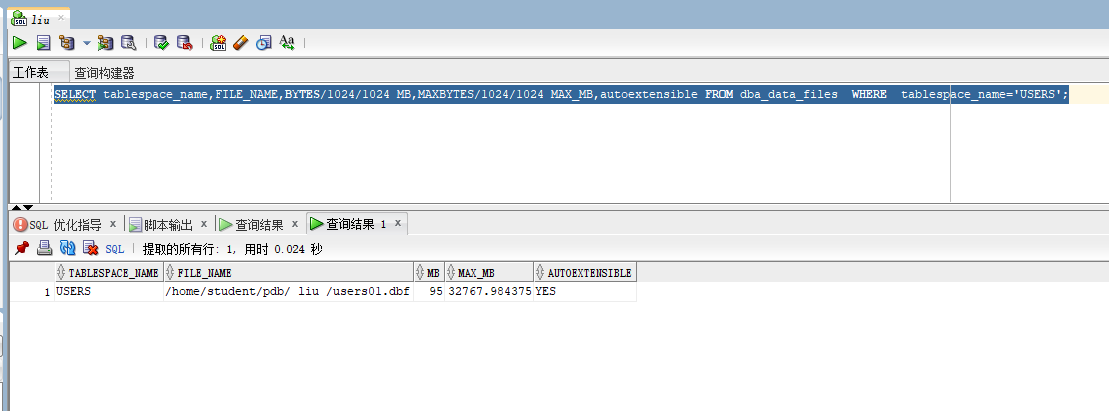 liu
工作表 查询构建器
SELECT tablespace_name,FILE_NAME,BYTES/1024/1024 MB,MAXBYTES/1024/1024 MAX_MB,autoextensible FROM dba_data_files  WHERE  tablespace_name='USERS';
SQL 优化指导 x 脚本输出 x 查询结果 x 查询结果 1 x
SQL 提取的所有行: 1, 用时 0.024 秒
TABLESPACE_NAME FILE_NAME MB MAX_MB AUTOEXTENSIBLE
1 USERS /home/student/pdb/ liu /users01.dbf 95 32767.984375 YES